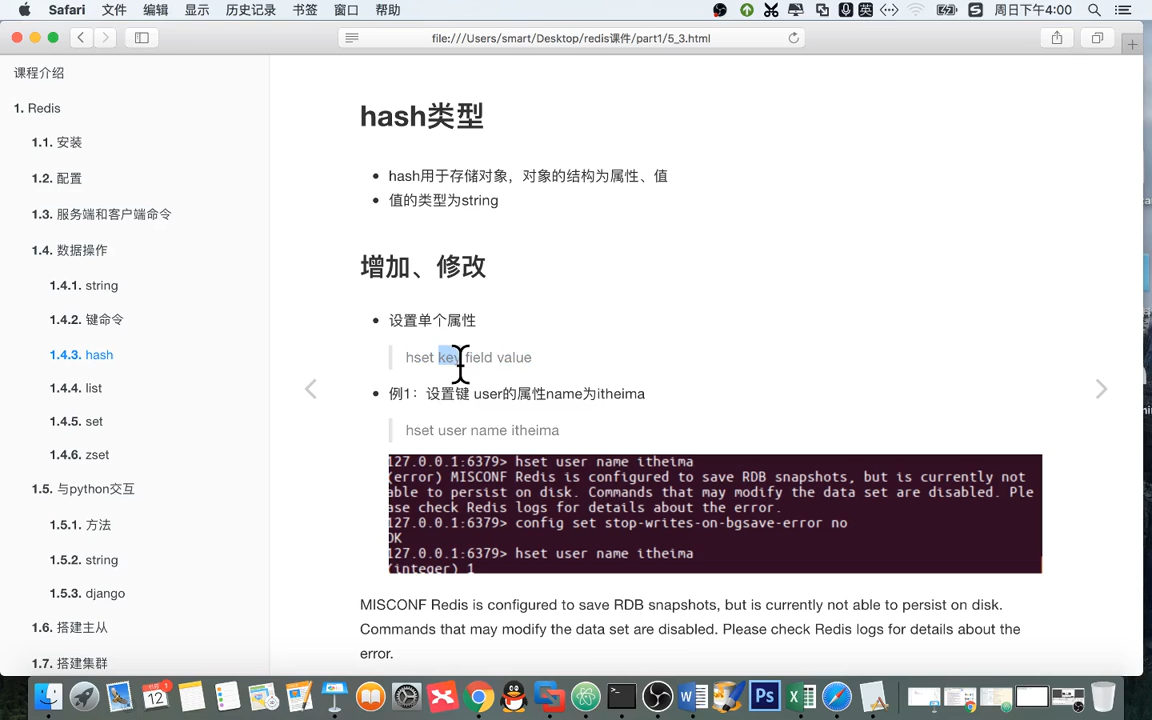 Safari 文件 编辑 显示 历史记录 书签 窗口 帮助 英 周日下午4:00
file:///Users/smart/Desktop/redis课件/part1/5_3.html
课程介绍
1. Redis
1.1. 安装
1.2. 配置
1.3. 服务端和客户端命令
1.4. 数据操作
1.4.1. string
1.4.2. 键命令
1.4.3. hash
1.4.4. list
1.4.5. set
1.4.6. zset
1.5. 与python交互
1.5.1. 方法
1.5.2. string
1.5.3. django
1.6. 搭建主从
1.7. 搭建集群
hash类型
hash用于存储对象，对象的结构为属性、值
值的类型为string
增加、修改
设置单个属性
hset key field value
例1：设置键 user的属性name为itheima
hset user name itheima
127.0.0.1:6379> hset user name itheima
(error) MISCONF Redis is configured to save RDB snapshots, but is currently not
able to persist on disk. Commands that may modify the data set are disabled. Ple
ase check Redis logs for details about the error.
127.0.0.1:6379> config set stop-writes-on-bgsave-error no
OK
127.0.0.1:6379> hset user name itheima
(integer) 1
MISCONF Redis is configured to save RDB snapshots, but is currently not able to persist on disk.
Commands that may modify the data set are disabled. Please check Redis logs for details about the
error.
12
1
W
Ps
X